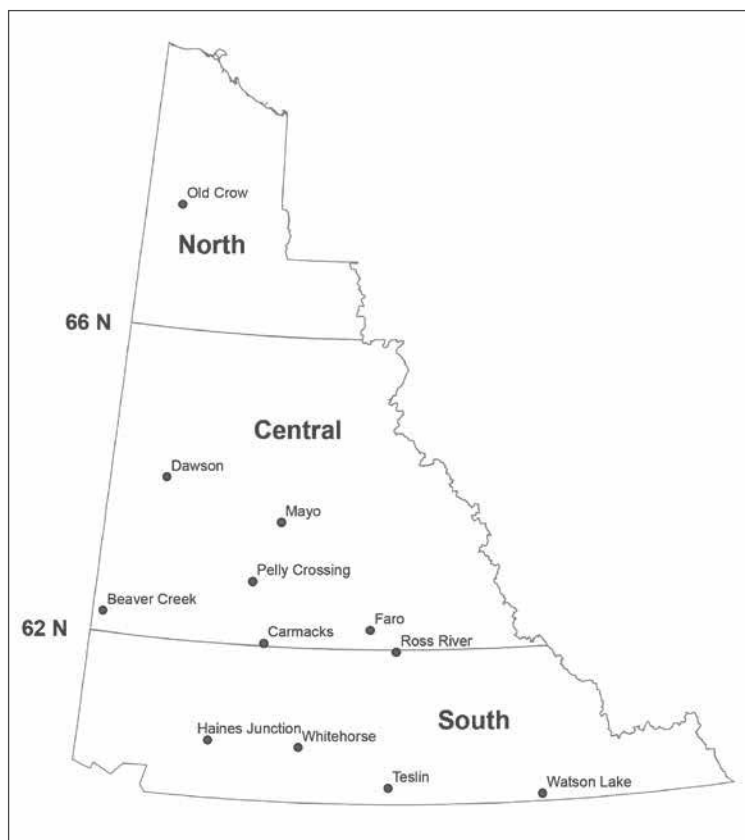 Old Crow
North
66 N
Central
Dawson
Mayo
Pelly Crossing
Beaver Creek
Faro
62 N
Carmacks
Ross River
South
Haines Junction
Whitehorse
Teslin
Watson Lake